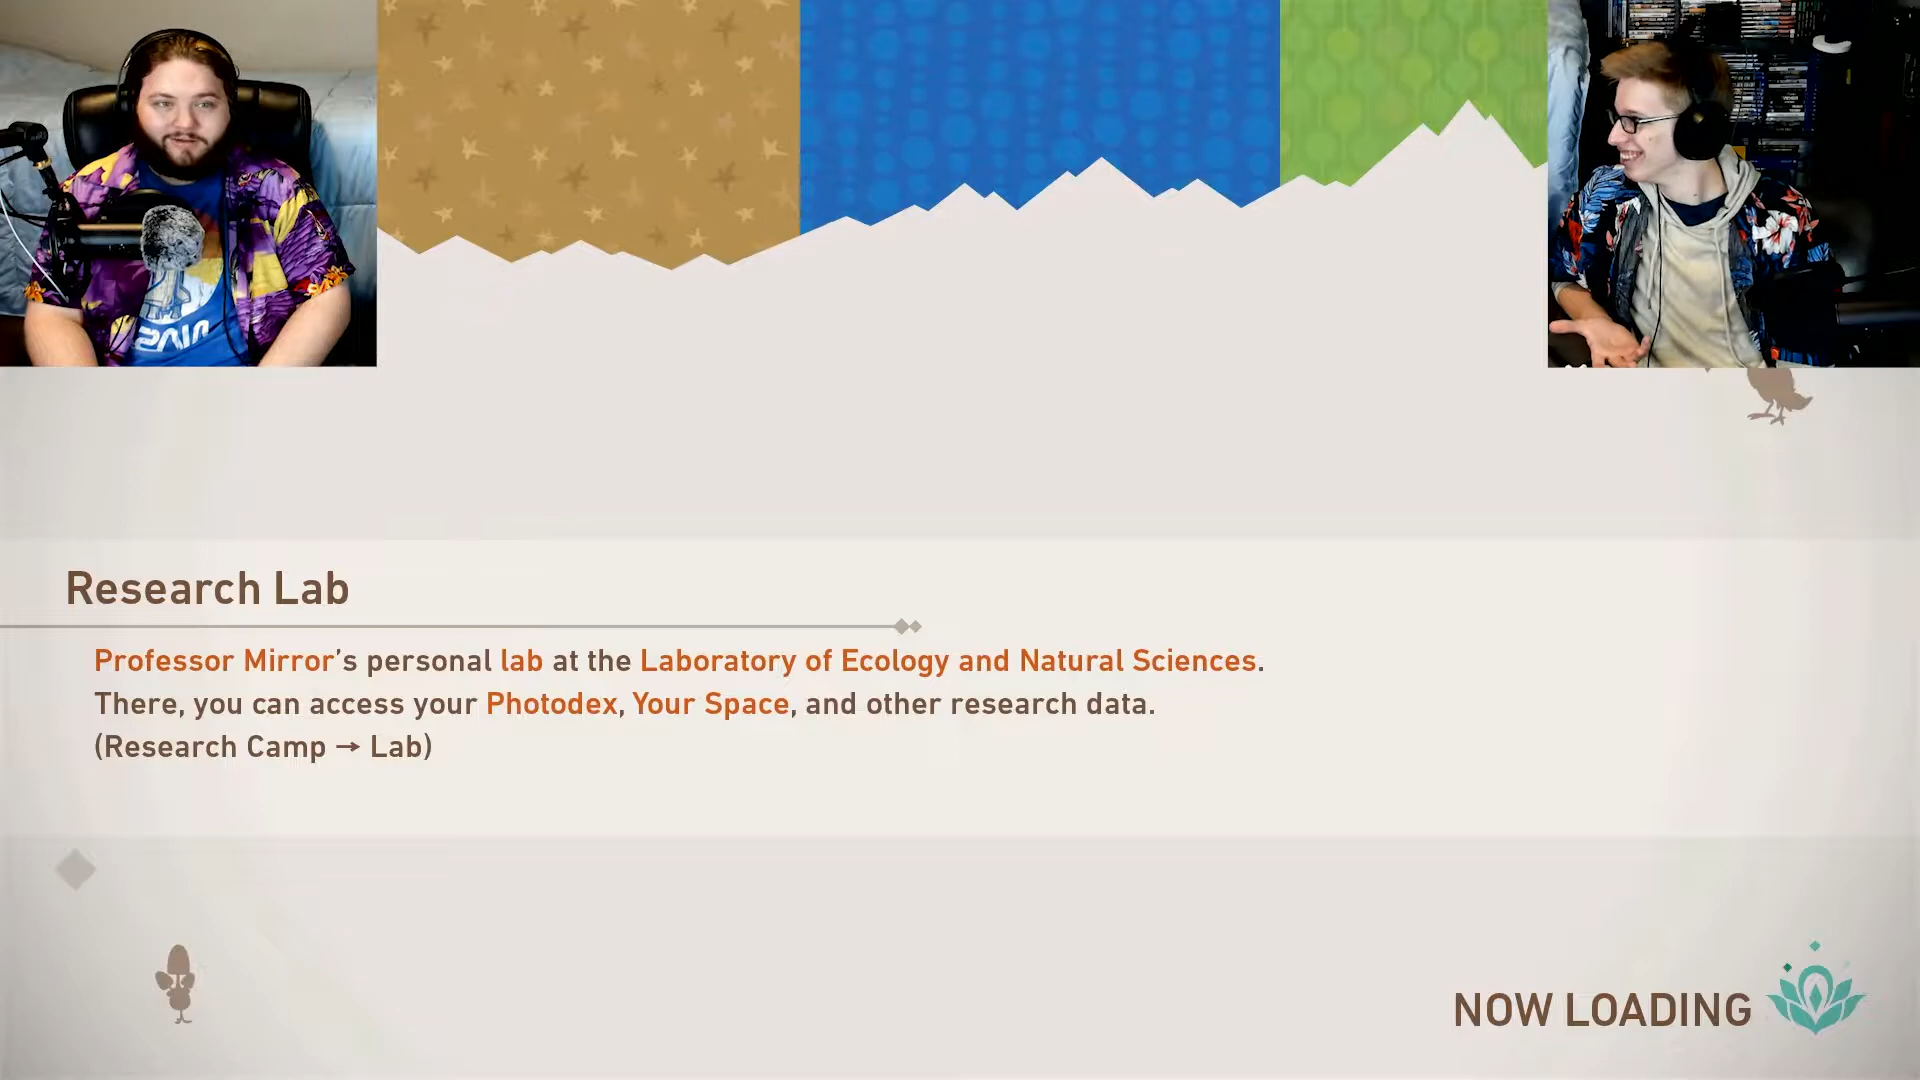 Research Lab
Professor Mirror's personal lab at the Laboratory of Ecology and Natural Sciences.
There, you can access your Photodex, Your Space, and other research data.
(Research Camp → Lab)
NOW LOADING